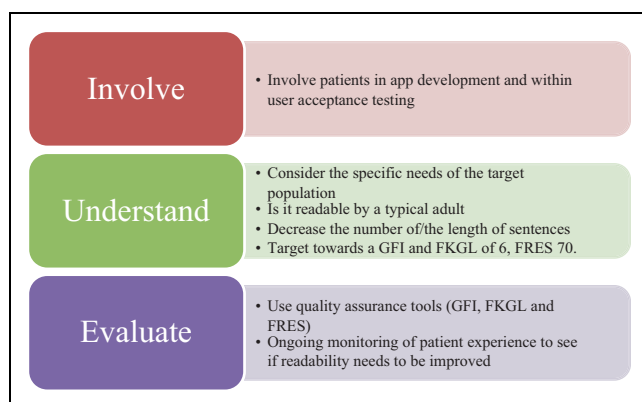 Involve
• Involve patients in app development and within
user acceptance testing
Understand
• Consider the specific needs of the target
population
• Is it readable by a typical adult
• Decrease the number of/the length of sentences
• Target towards a GFI and FKGL of 6, FRES 70.
Evaluate
• Use quality assurance tools (GFI, FKGL and
FRES)
• Ongoing monitoring of patient experience to see
if readability needs to be improved